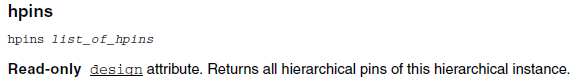 hpins
hpins list_of_hpins
Read-only design attribute. Returns all hierarchical pins of this hierarchical instance.